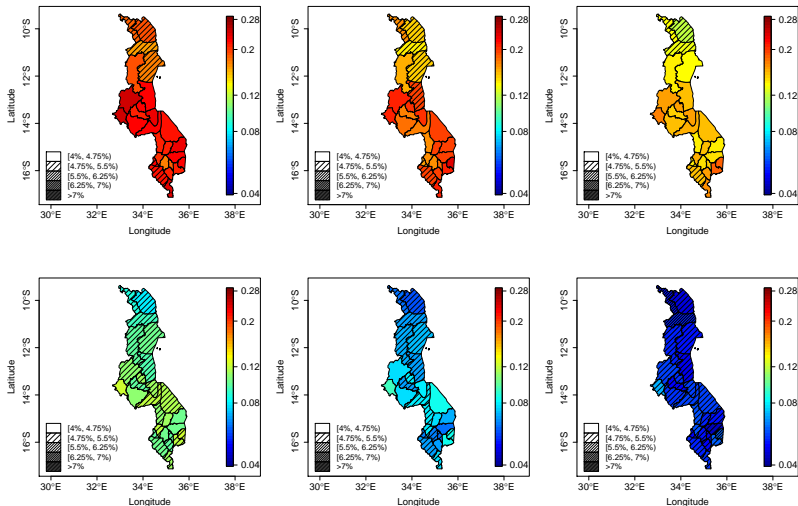 10°S
12°S
14°S
16°S
Latitude
0.28
0.2
0.12
0.08
0.04
[4%, 4.75%)
[4.75%, 5.5%)
[5.5%, 6.25%)
[6.25%, 7%)
>7%
30°E 32°E 34°E 36°E 38°E
Longitude
10°S
12°S
14°S
16°S
Latitude
0.28
0.2
0.12
0.08
0.04
[4%, 4.75%)
[4.75%, 5.5%)
[5.5%, 6.25%)
[6.25%, 7%)
>7%
30°E 32°E 34°E 36°E 38°E
Longitude
10°S
12°S
14°S
16°S
Latitude
0.28
0.2
0.12
0.08
0.04
[4%, 4.75%)
[4.75%, 5.5%)
[5.5%, 6.25%)
[6.25%, 7%)
>7%
30°E 32°E 34°E 36°E 38°E
Longitude
10°S
12°S
14°S
16°S
Latitude
0.28
0.2
0.12
0.08
0.04
[4%, 4.75%)
[4.75%, 5.5%)
[5.5%, 6.25%)
[6.25%, 7%)
>7%
30°E 32°E 34°E 36°E 38°E
Longitude
10°S
12°S
14°S
16°S
Latitude
0.28
0.2
0.12
0.08
0.04
[4%, 4.75%)
[4.75%, 5.5%)
[5.5%, 6.25%)
[6.25%, 7%)
>7%
30°E 32°E 34°E 36°E 38°E
Longitude
10°S
12°S
14°S
16°S
Latitude
0.28
0.2
0.12
0.08
0.04
[4%, 4.75%)
[4.75%, 5.5%)
[5.5%, 6.25%)
[6.25%, 7%)
>7%
30°E 32°E 34°E 36°E 38°E
Longitude